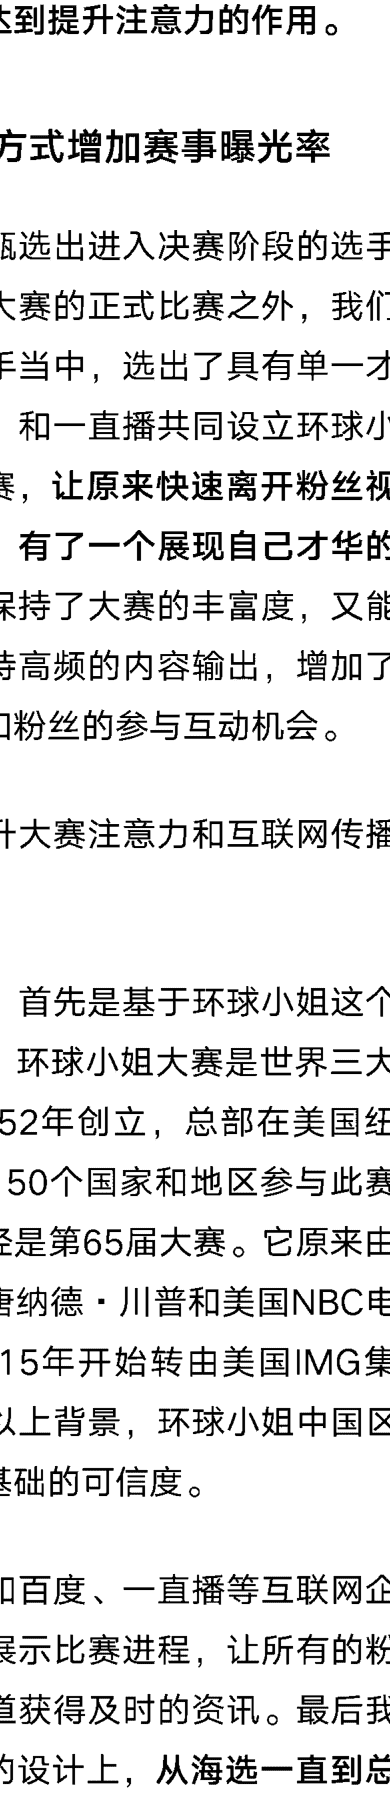 达到提升注意力的作用。
方式增加赛事曝光率
甄选出进入决赛阶段的选手
大赛的正式比赛之外，我们
手当中，选出了具有单一才
和一直播共同设立环球小
赛，让原来快速离开粉丝视
有了一个展现自己才华的
保持了大赛的丰富度，又能
持高频的内容输出，增加了
和粉丝的参与互动机会。
升大赛注意力和互联网传播
首先是基于环球小姐这个
环球小姐大赛是世界三大
52年创立，总部在美国纽
150个国家和地区参与此赛
经是第65届大赛。它原来由
唐纳德·川普和美国NBC电
15年开始转由美国IMG集
以上背景，环球小姐中国区
基础的可信度。
和百度、一直播等互联网企
展示比赛进程，让所有的粉
道获得及时的资讯。最后我
的设计上，从海选一直到总